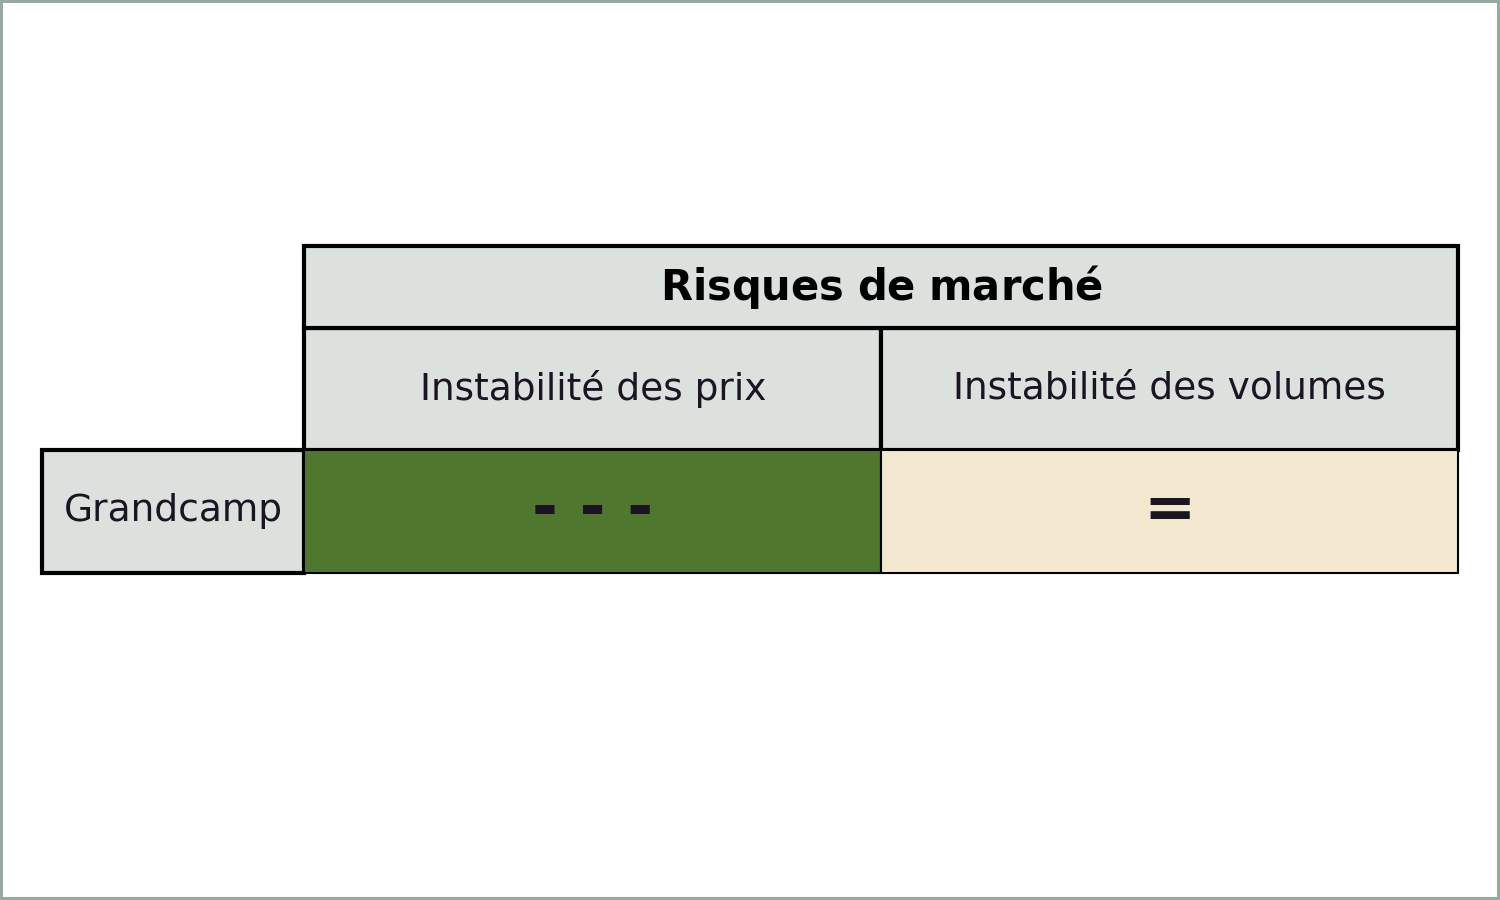 Risques de marché
Instabilité des prix
Instabilité des volumes
Grandcamp
- - -
=